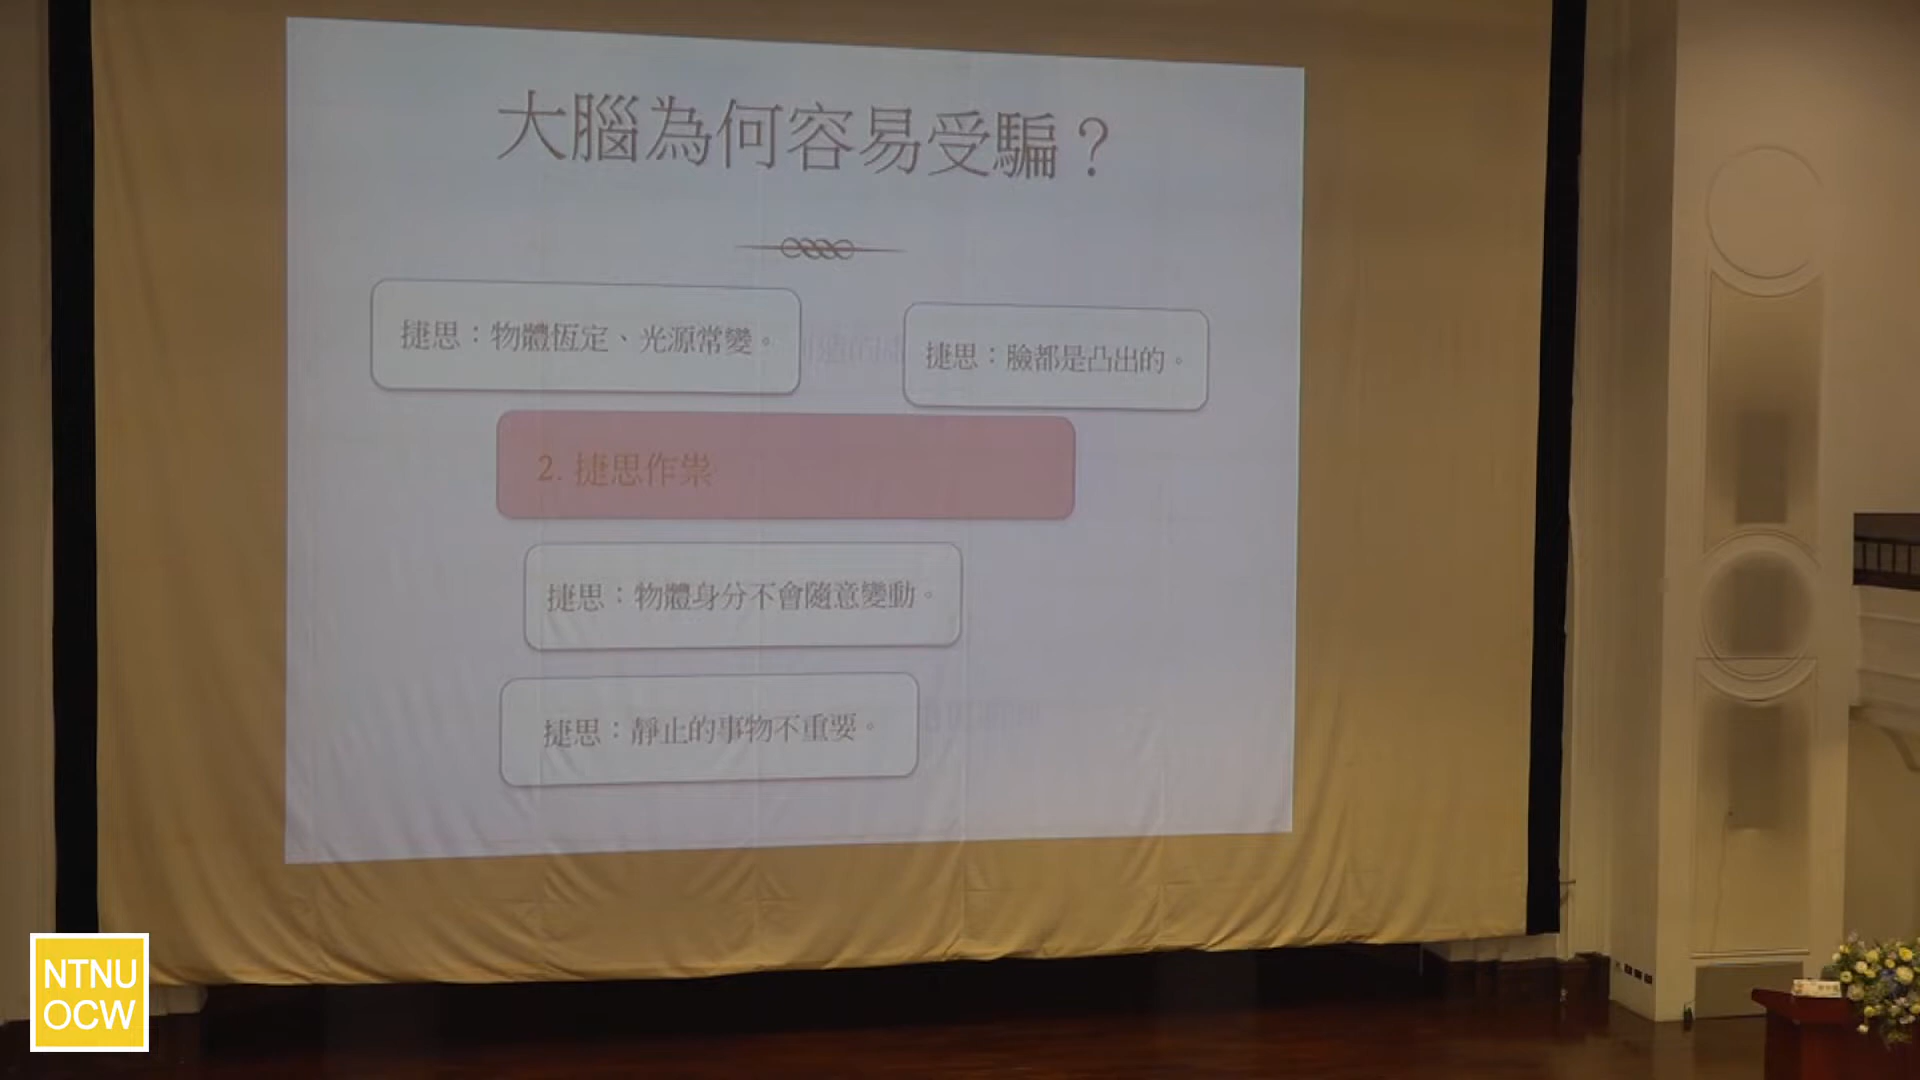 大腦為何容易受騙？
捷思：物體恆定、光源常變。
捷思：臉都是凸出的。
2. 捷思作祟
捷思：物體身分不會隨意變動。
捷思：靜止的事物不重要。
NTNU
OCW